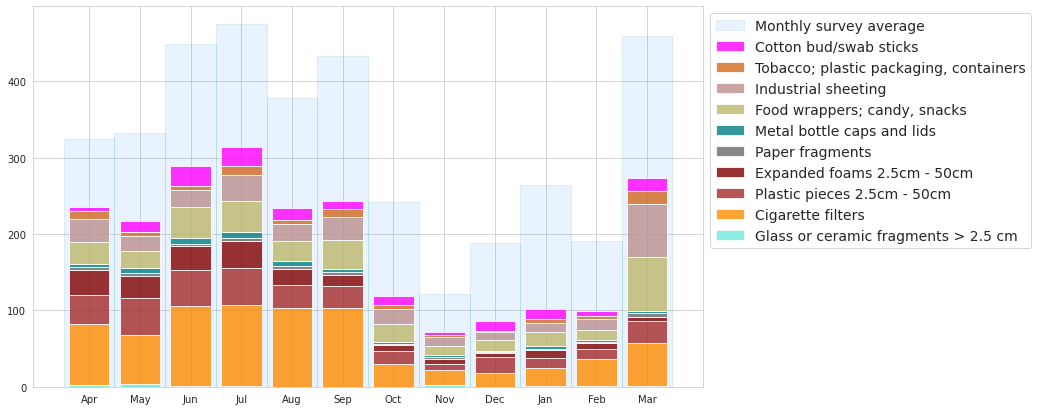 400
300
200
100
0
Apr May Jun Jul Aug Sep Oct Nov Dec Jan Feb Mar
Monthly survey average
Cotton bud/swab sticks
Tobacco; plastic packaging, containers
Industrial sheeting
Food wrappers; candy, snacks
Metal bottle caps and lids
Paper fragments
Expanded foams 2.5cm - 50cm
Plastic pieces 2.5cm - 50cm
Cigarette filters
Glass or ceramic fragments > 2.5 cm